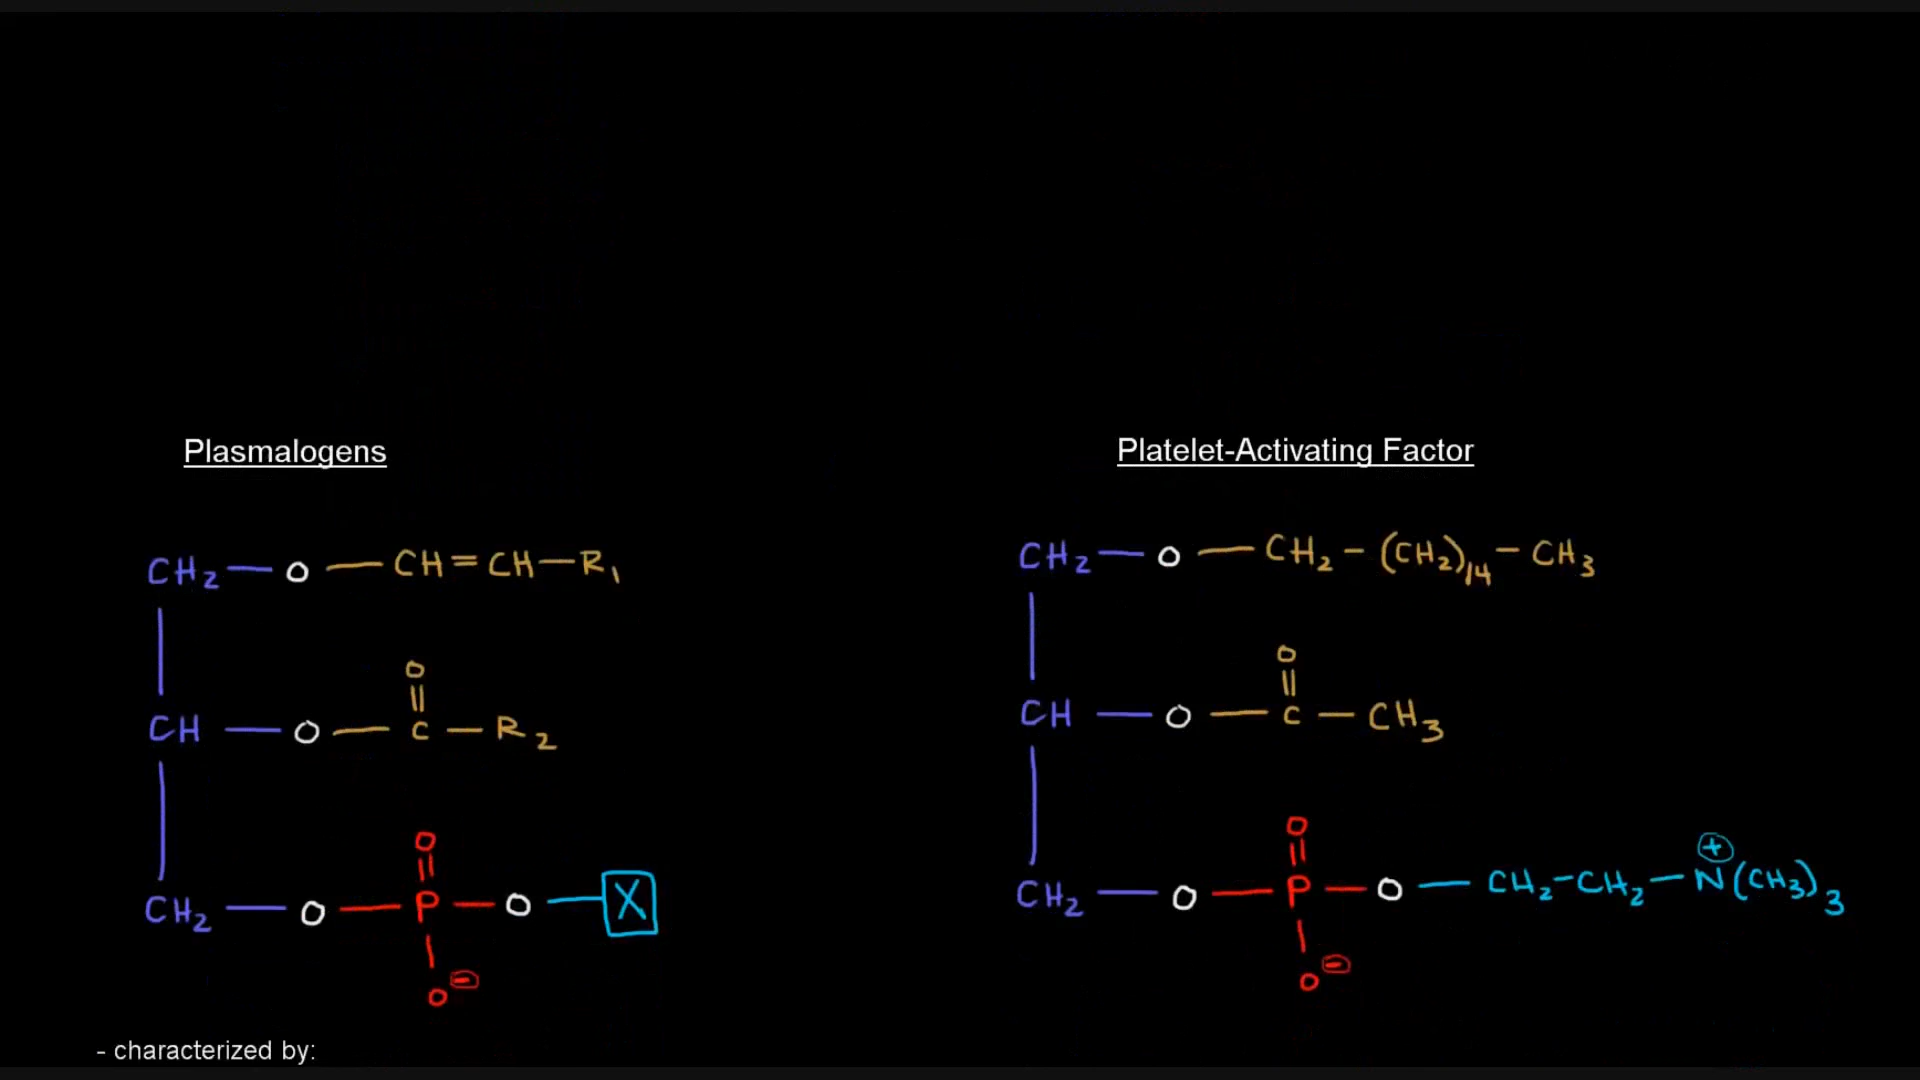 Plasmalogens
Platelet-Activating Factor
CH₂ — O — CH = CH — R₁
CH₂ — O — CH₂ — (CH₂)₁₄ — CH₃
O
||
CH — O — C — R₂
O
||
CH — O — C — CH₃
O
||
CH₂ — O — P — O — X
|
O⊖
O
||
CH₂ — O — P — O — CH₂ — CH₂ — N⊕(CH₃)₃
|
O⊖
- characterized by: